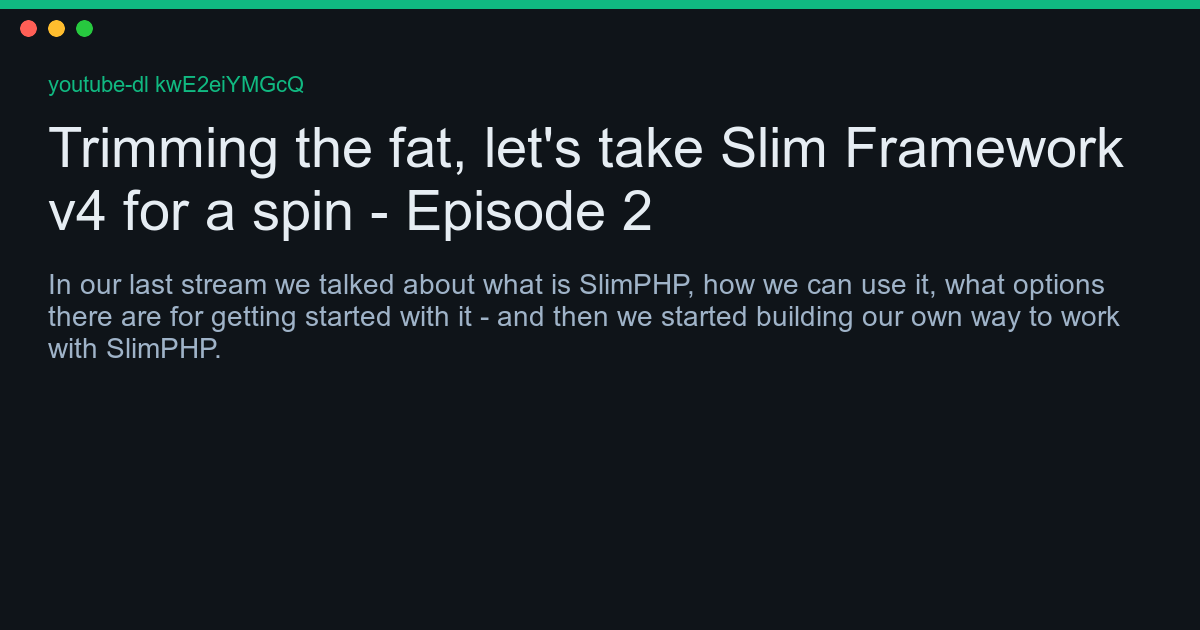 youtube-dl kwE2eiYMGcQ
Trimming the fat, let's take Slim Framework
v4 for a spin - Episode 2
In our last stream we talked about what is SlimPHP, how we can use it, what options
there are for getting started with it - and then we started building our own way to work
with SlimPHP.